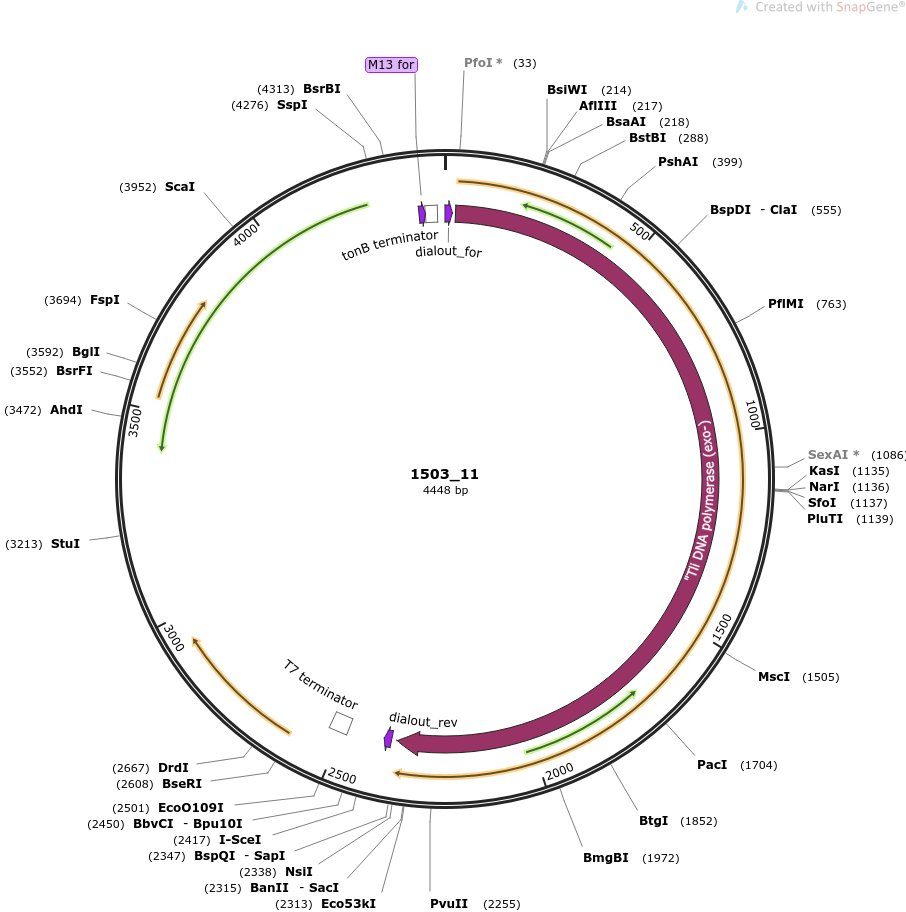 Created with SnapGene®
M13 for
PfoI * (33)
(4313) BsrBI
(4276) SspI
BsiWI (214)
AflIII (217)
BsaAI (218)
BstBI (288)
PshAI (399)
(3952) ScaI
BspDI - ClaI (555)
4000
500
tonB terminator
dialout_for
(3694) FspI
PflMI (763)
(3592) BglI
(3552) BsrFI
(3472) AhdI
3500
1000
"Tli DNA polymerase (exo-)
SexAI * (1086)
KasI (1135)
NarI (1136)
SfoI (1137)
PluTI (1139)
1503_11
4448 bp
(3213) StuI
3000
1500
T7 terminator
MscI (1505)
dialout_rev
PacI (1704)
(2667) DrdI
(2608) BseRI
2500
2000
(2501) EcoO109I
(2450) BbvCI - Bpu10I
BtgI (1852)
(2417) I-SceI
(2347) BspQI - SapI
BmgBI (1972)
(2338) NsiI
(2315) BanII - SacI
(2313) Eco53kI
PvuII (2255)